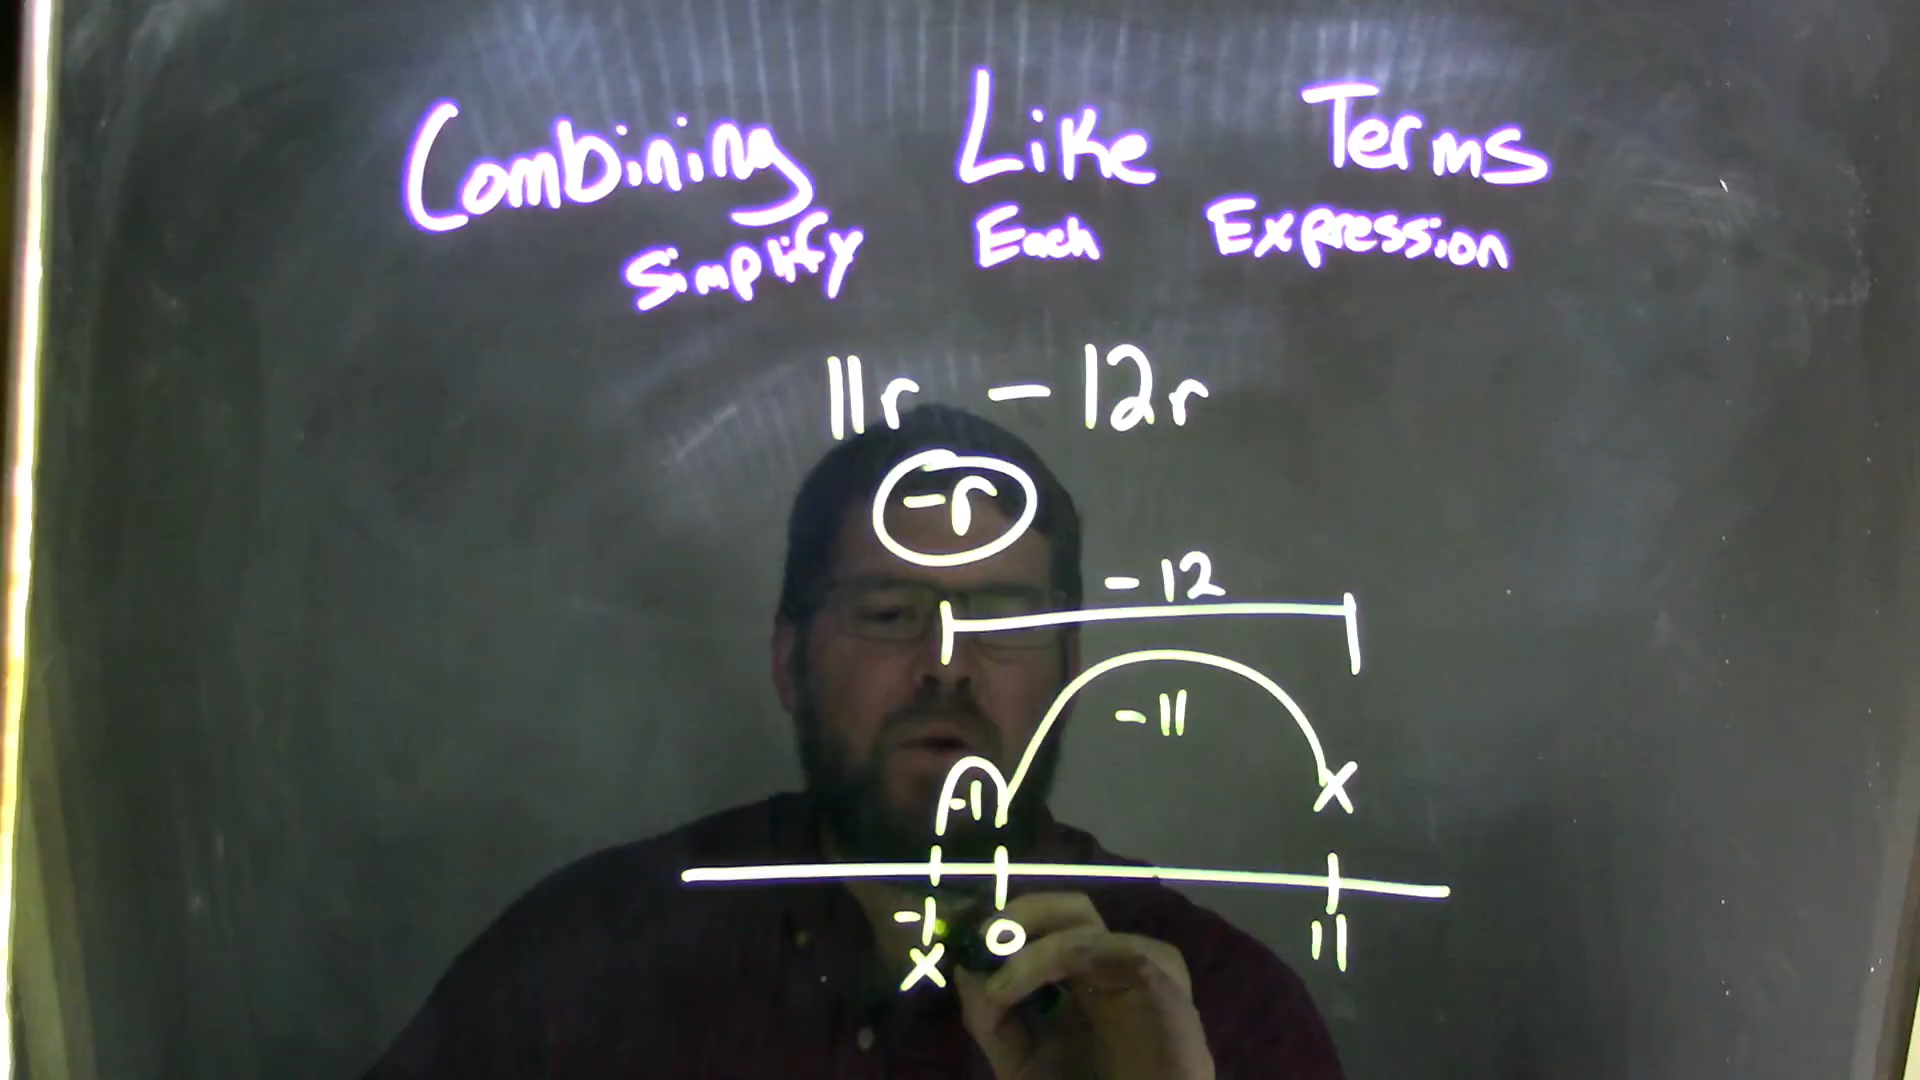 Combining Like Terms
Simplify Each Expression
11r - 12r
-r
- 12
- 11
-1
-1 0 11
x
x